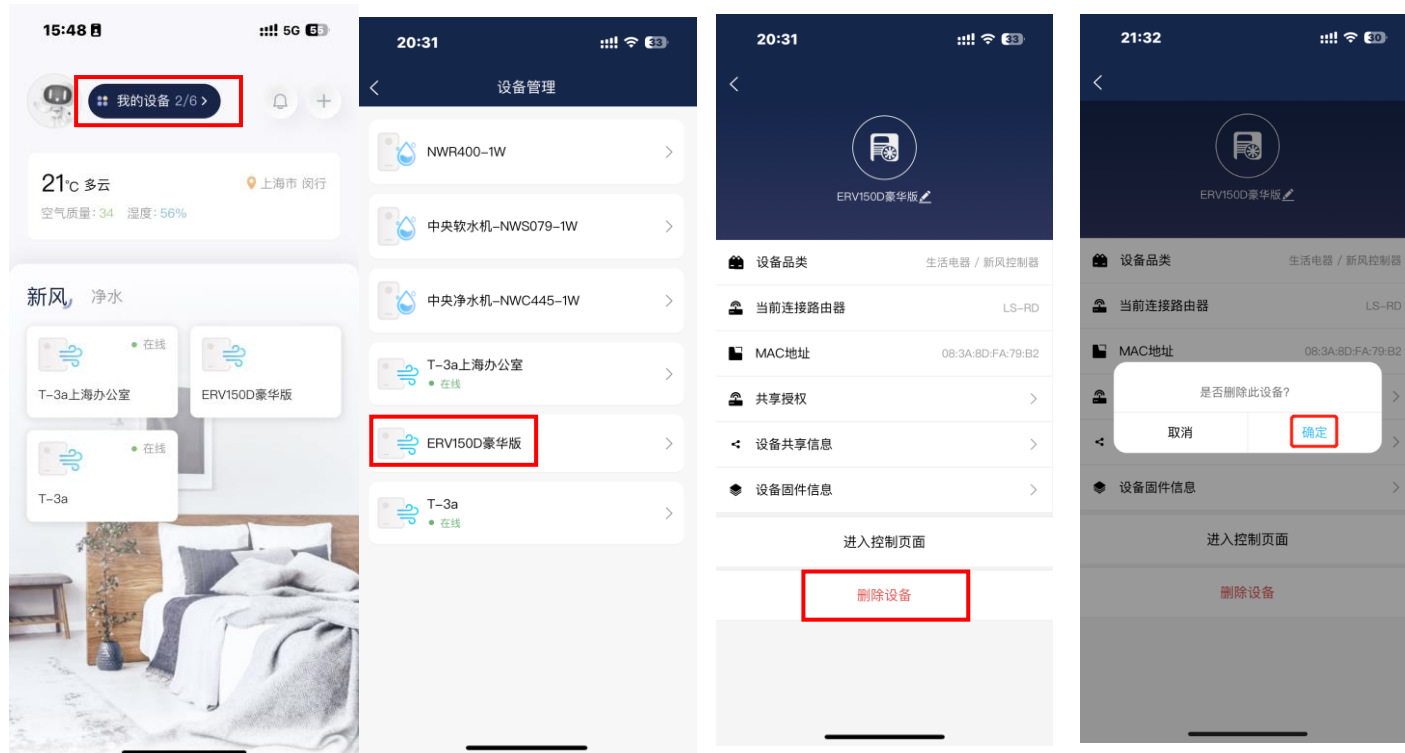 15:48
5G 55
我的设备 2/6
21℃ 多云
上海市 闵行
空气质量: 34 湿度: 56%
新风 净水
在线
T-3a上海办公室
ERV150D豪华版
在线
T-3a
20:31
33
设备管理
NWR400-1W
中央软水机-NWS079-1W
中央净水机-NWC445-1W
T-3a上海办公室
在线
ERV150D豪华版
T-3a
在线
20:31
33
ERV150D豪华版
设备品类 生活电器 / 新风控制器
当前连接路由器 LS-RD
MAC地址 08:3A:8D:FA:79:B2
共享授权
设备共享信息
设备固件信息
进入控制页面
删除设备
21:32
30
ERV150D豪华版
设备品类 生活电器 / 新风控制器
当前连接路由器 LS-RD
MAC地址 08:3A:8D:FA:79:B2
是否删除此设备?
取消 确定
设备固件信息
进入控制页面
删除设备